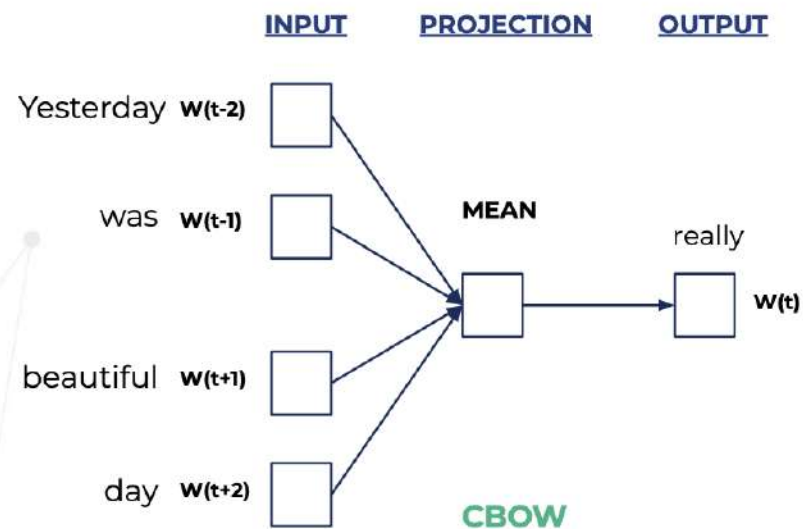 INPUT PROJECTION OUTPUT
Yesterday W(t-2)
was W(t-1)
MEAN
really
W(t)
beautiful W(t+1)
day W(t+2)
CBOW